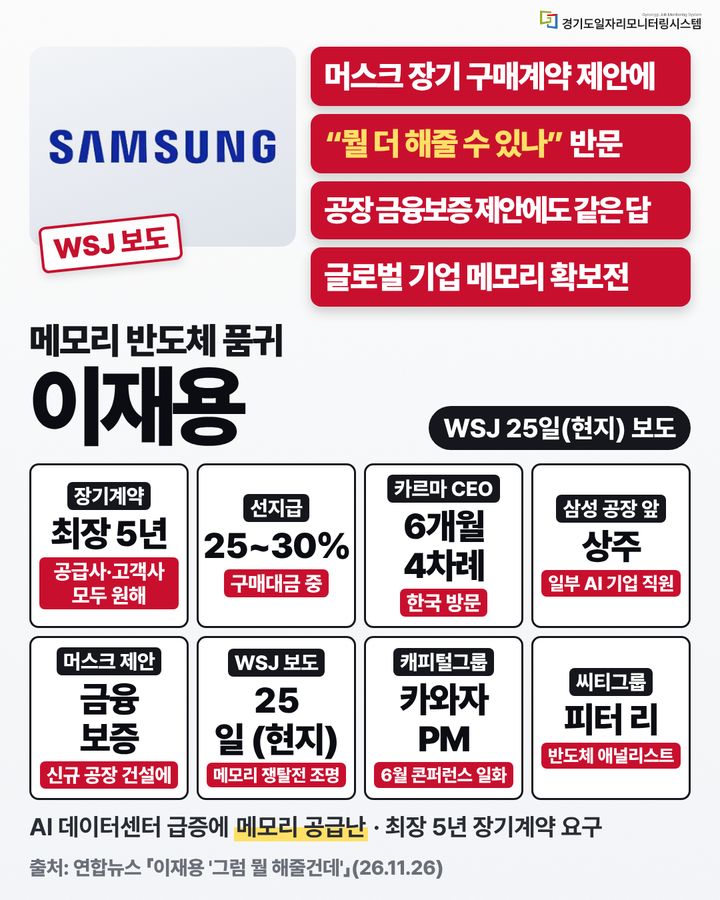 경기도일자리모니터링시스템
SAMSUNG
WSJ 보도
머스크 장기 구매계약 제안에
“뭘 더 해줄 수 있나” 반문
공장 금융보증 제안에도 같은 답
글로벌 기업 메모리 확보전
메모리 반도체 품귀
이재용
WSJ 25일(현지) 보도
장기계약
최장 5년
공급사·고객사
모두 원해
선지급
25~30%
구매대금 중
카르마 CEO
6개월
4차례
한국 방문
삼성 공장 앞
상주
일부 AI 기업 직원
머스크 제안
금융
보증
신규 공장 건설에
WSJ 보도
25
일 (현지)
메모리 쟁탈전 조명
캐피털그룹
카와자
PM
6월 콘퍼런스 일화
씨티그룹
피터 리
반도체 애널리스트
AI 데이터센터 급증에 메모리 공급난 · 최장 5년 장기계약 요구
출처: 연합뉴스 「이재용 '그럼 뭘 해줄건데'」(26.11.26)